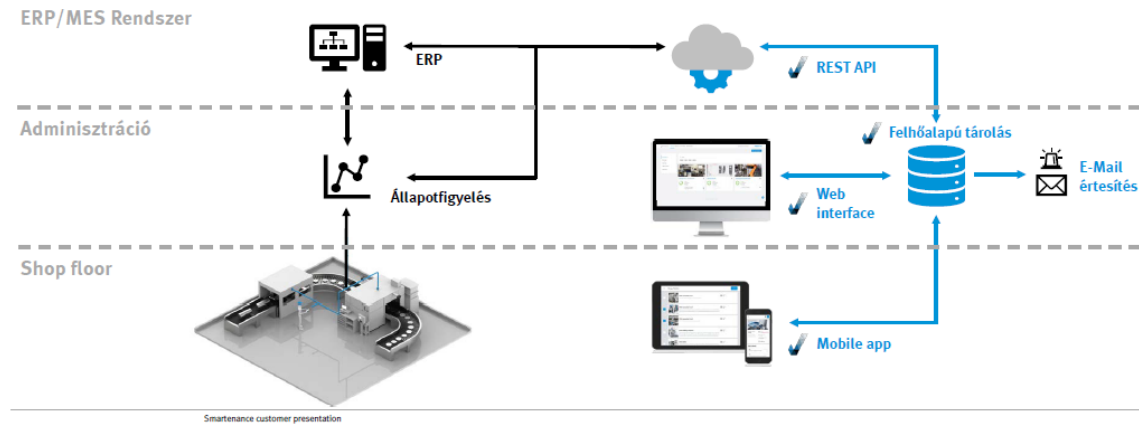 ERP/MES Rendszer
ERP
REST API
Adminisztráció
Felhőalapú tárolás
E-Mail
értesítés
Állapotfigyelés
Web
interface
Shop floor
Mobile app
Smartenance customer presentation